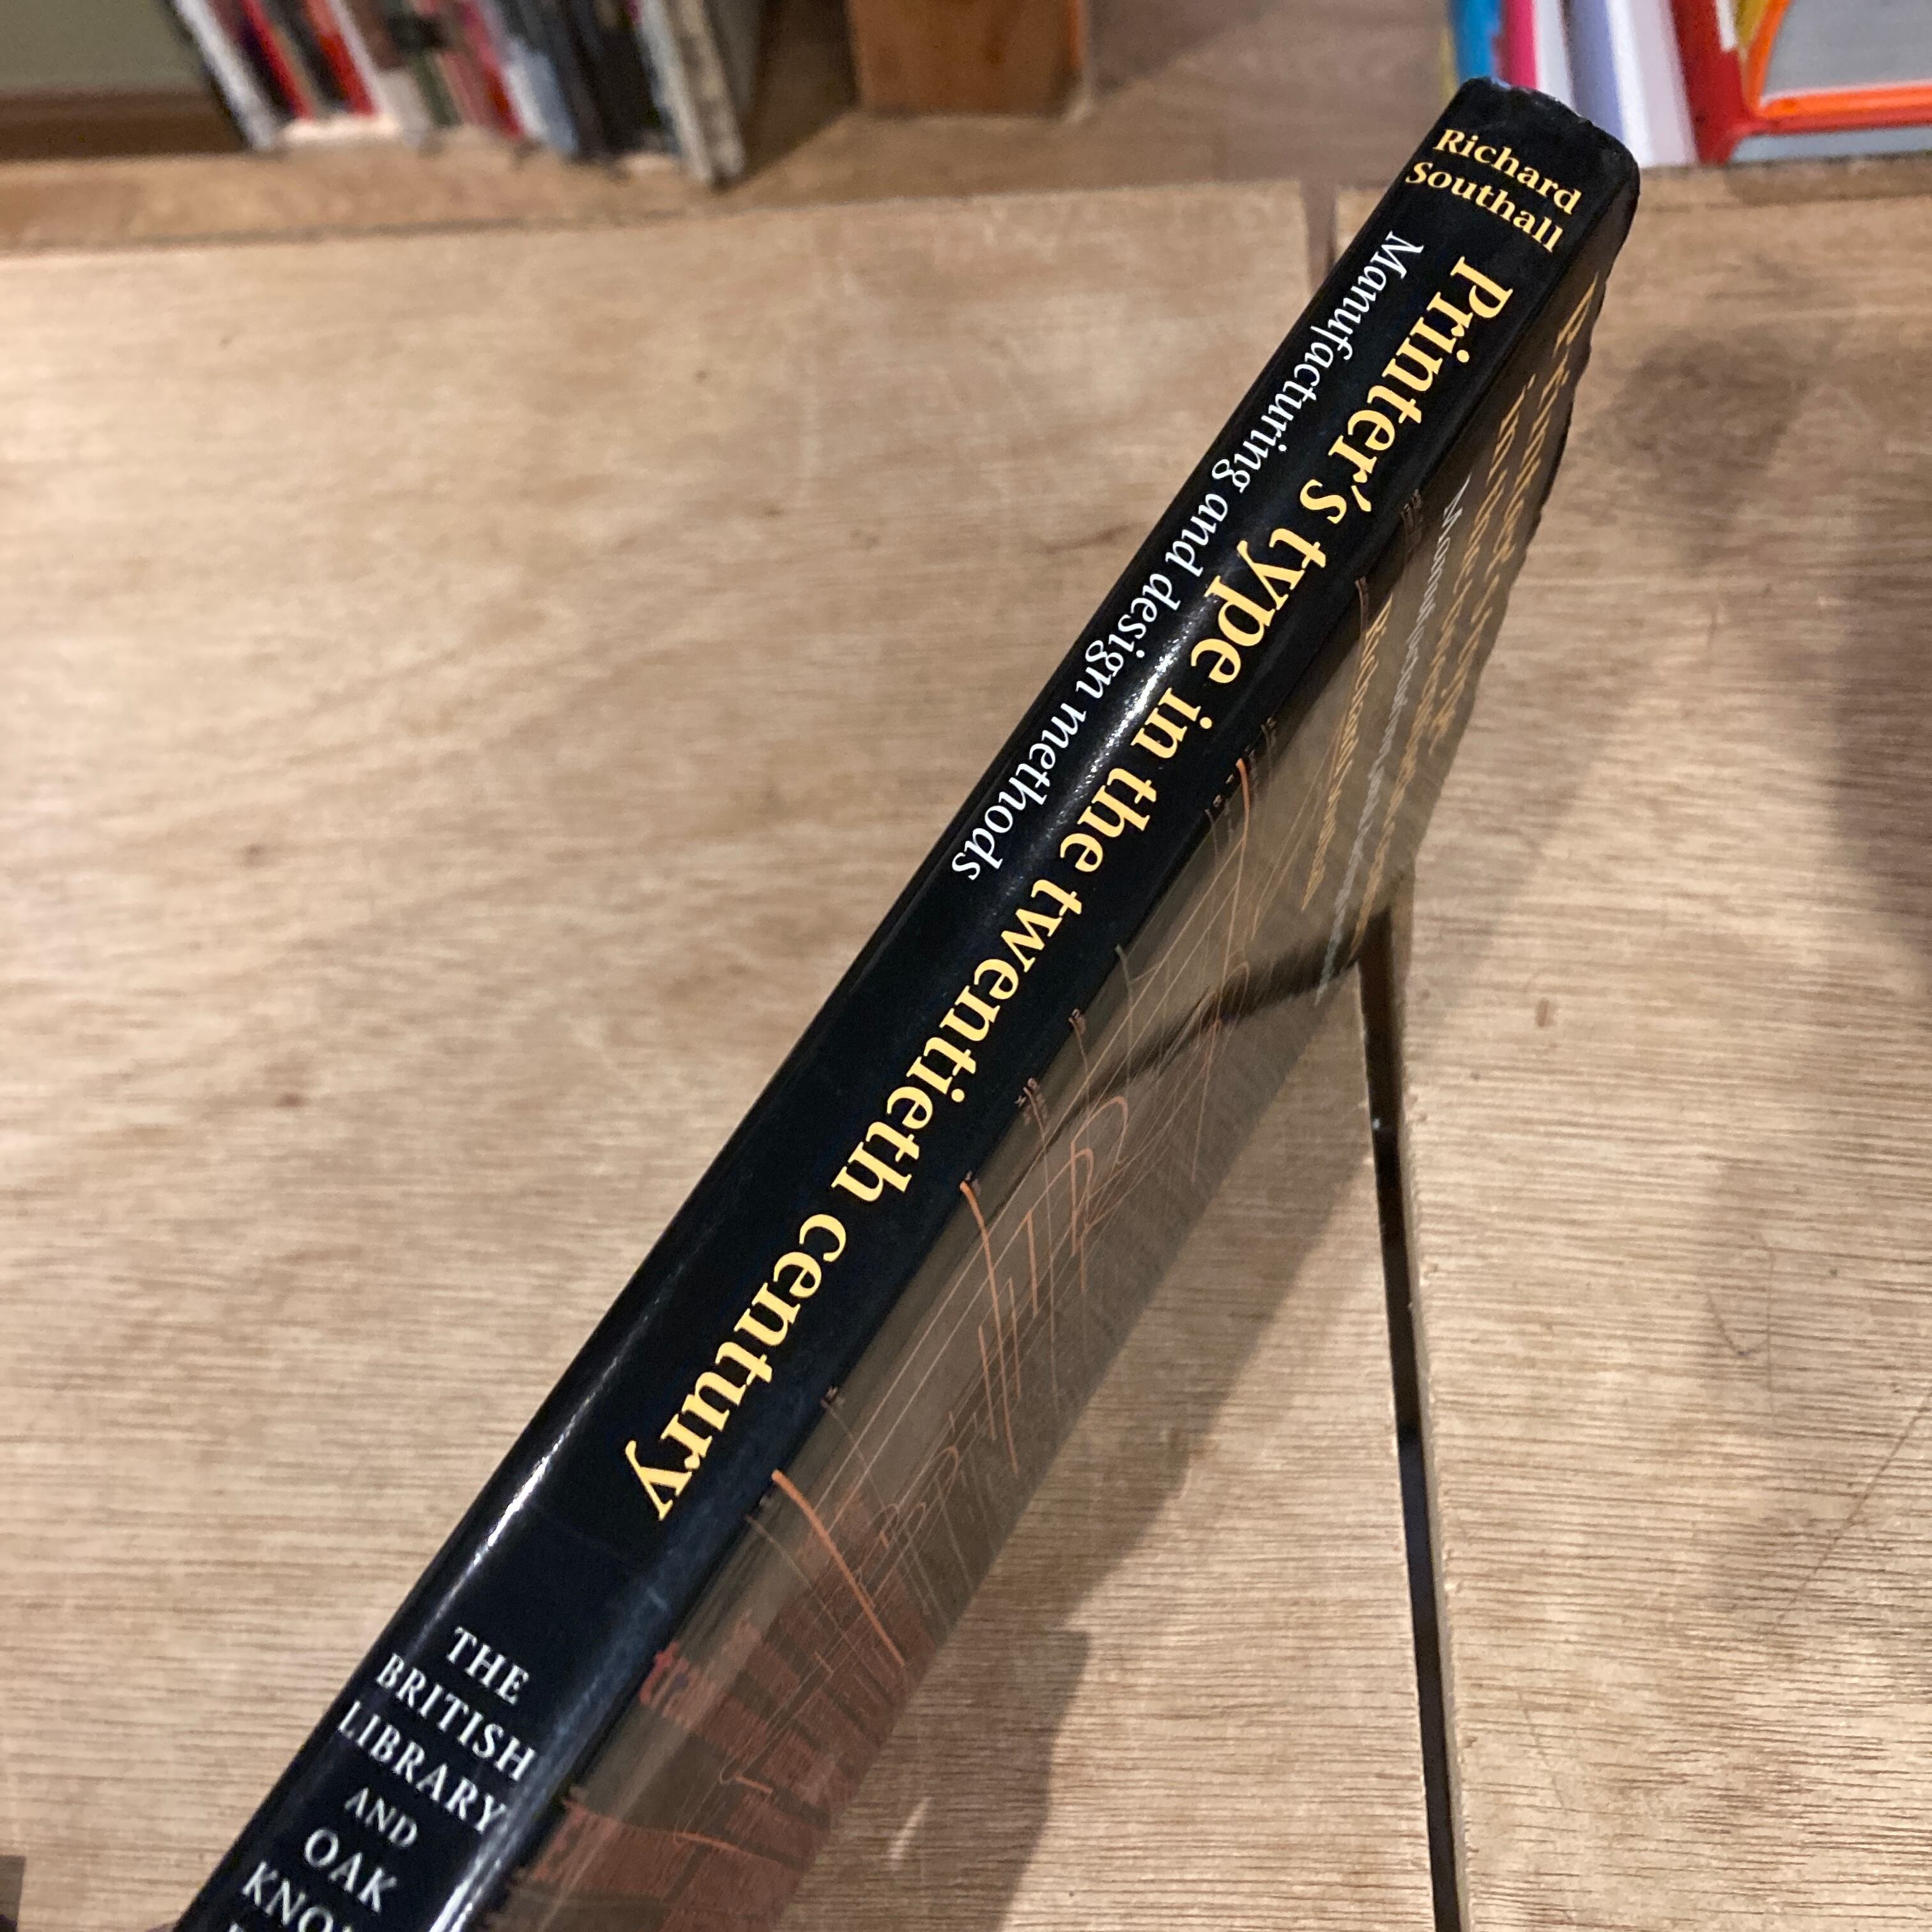 Richard
Southall
Printer's type in the twentieth century
Manufacturing and design methods
THE
BRITISH
LIBRARY
AND
OAK